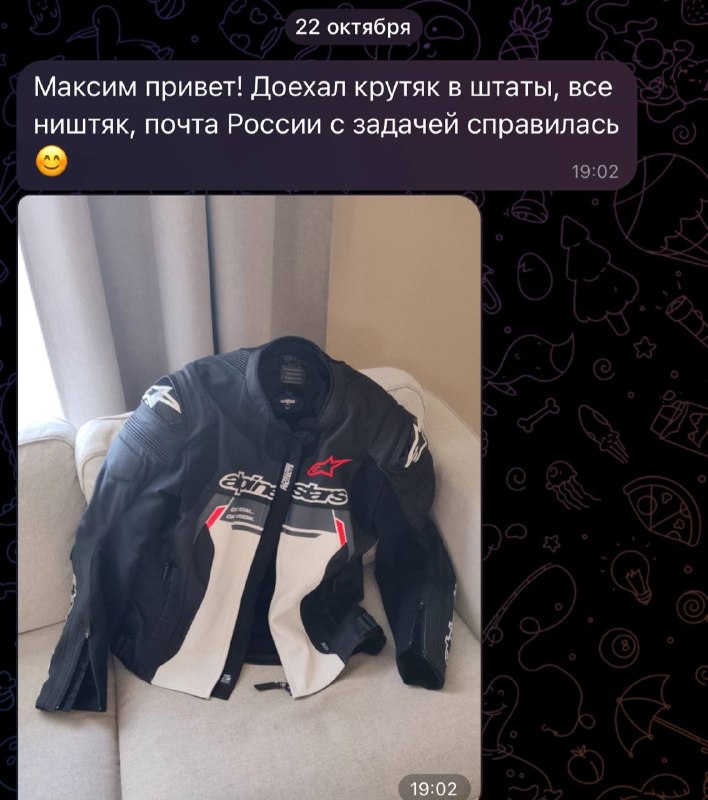 22 октября
Максим привет! Доехал крутяк в штаты, все
ништяк, почта России с задачей справилась
😊
19:02
alpinestars
19:02